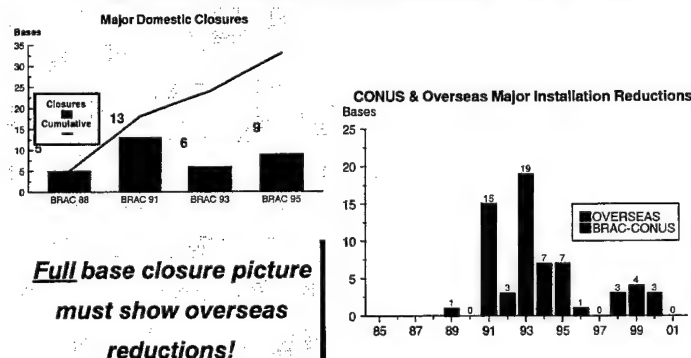 Major Domestic Closures
Bases
35
30
25
20
15
10
5
0
Closures
Cumulative
5
13
6
9
BRAC 88 BRAC 91 BRAC 93 BRAC 95
Full base closure picture
must show overseas
reductions!
CONUS & Overseas Major Installation Reductions
Bases
25
20
15
10
5
0
1 0 15 3 19 7 7 1 0 3 4 3 0
OVERSEAS
BRAC-CONUS
85 87 89 91 93 95 97 99 01